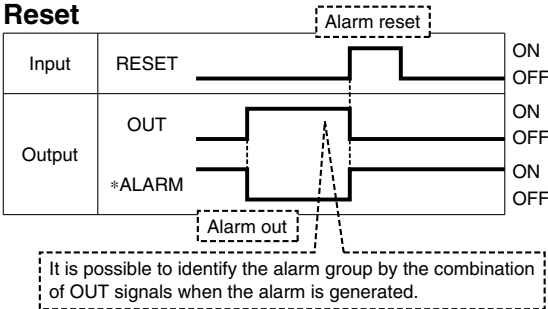 Reset
Alarm reset
Input RESET ON
OFF
Output OUT ON
OFF
*ALARM ON
OFF
Alarm out
It is possible to identify the alarm group by the combination
of OUT signals when the alarm is generated.